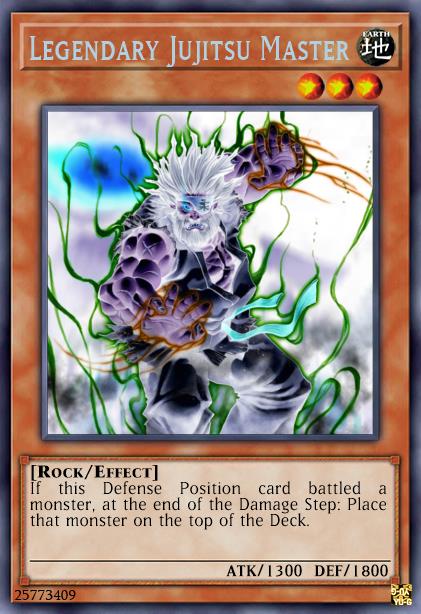 Legendary Jujitsu Master
EARTH
地
[Rock/Effect]
If this Defense Position card battled a
monster, at the end of the Damage Step: Place
that monster on the top of the Deck.
ATK/1300 DEF/1800
25773409